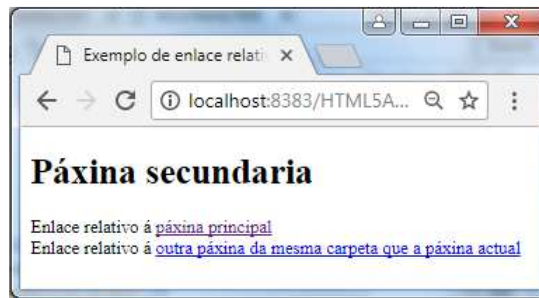 Exemplo de enlace relati
localhost:8383/HTML5A...
Páxina secundaria
Enlace relativo á páxina principal
Enlace relativo á outra páxina da mesma carpeta que a páxina actual